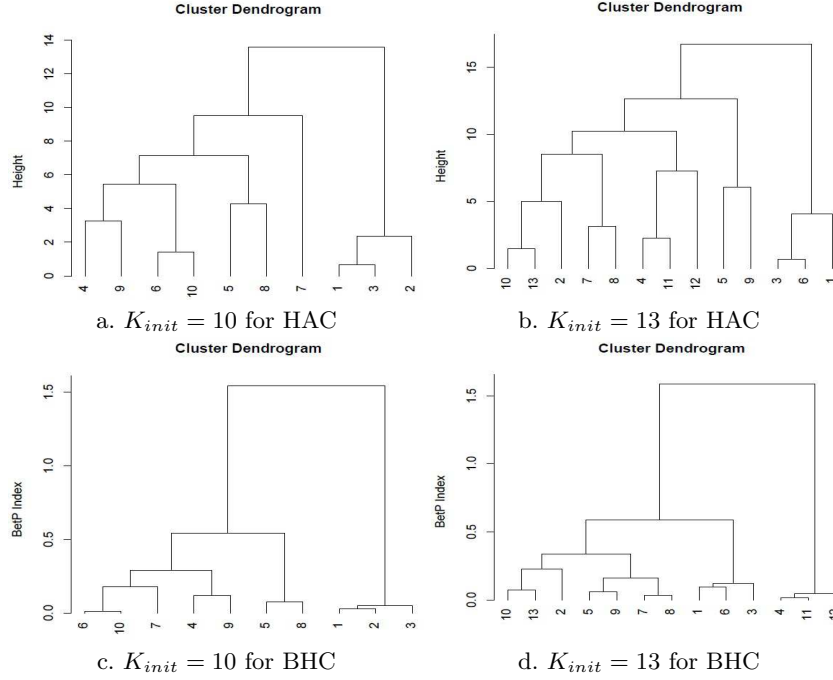 Cluster Dendrogram
Height
14
12
10
8
6
4
2
0
4 9 6 10 5 8 7 1 3 2
a. K_init = 10 for HAC
Cluster Dendrogram
Height
15
10
5
0
10 13 2 7 8 4 11 12 5 9 3 6 1
b. K_init = 13 for HAC
Cluster Dendrogram
BetP Index
1.5
1.0
0.5
0.0
6 10 7 4 9 5 8 1 2 3
c. K_init = 10 for BHC
Cluster Dendrogram
BetP Index
1.5
1.0
0.5
0.0
10 13 2 5 9 7 8 1 6 3 4 11
d. K_init = 13 for BHC